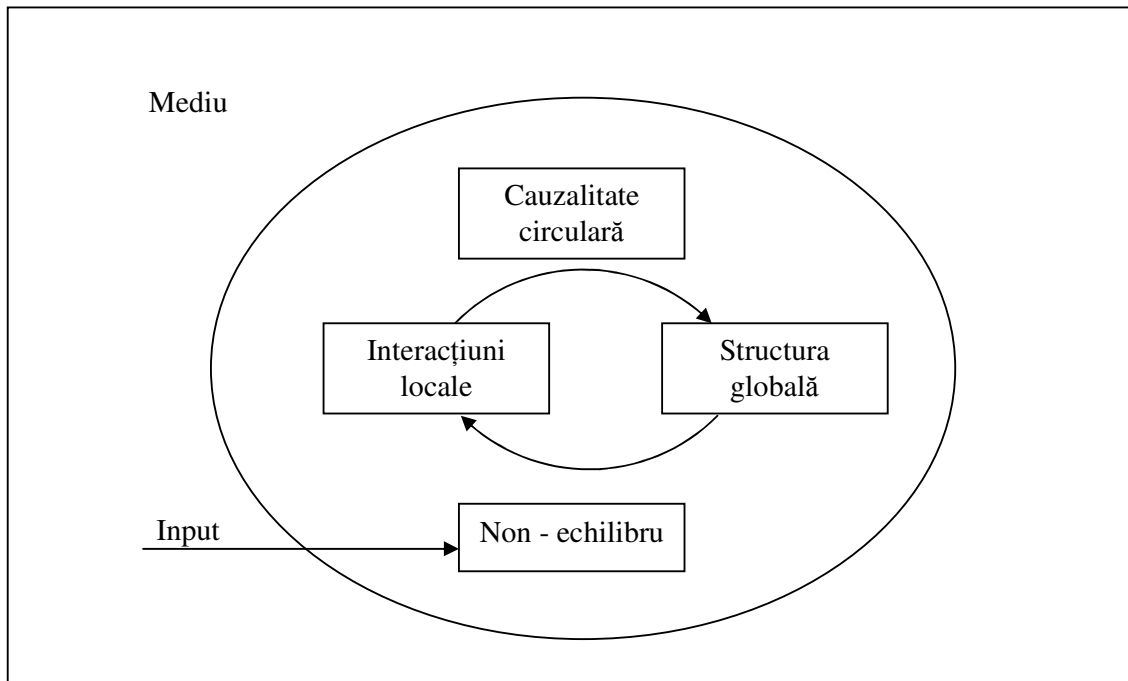 Mediu
Cauzalitate
circulară
Interacțiuni
locale
Structura
globală
Input
Non - echilibru